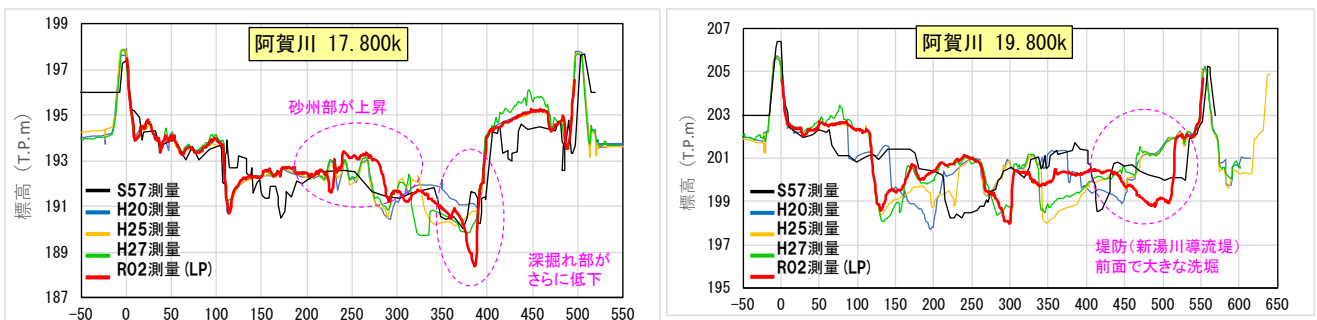 阿賀川 17.800k
標高（T.P.m）
199
197
195
193
191
189
187
砂州部が上昇
S57測量
H20測量
H25測量
H27測量
R02測量(LP)
深掘れ部が
さらに低下
-50 0 50 100 150 200 250 300 350 400 450 500 550
阿賀川 19.800k
標高（T.P.m）
207
205
203
201
199
197
195
S57測量
H20測量
H25測量
H27測量
R02測量(LP)
堤防(新湯川導流堤)
前面で大きな洗堀
-50 0 50 100 150 200 250 300 350 400 450 500 550 600 650